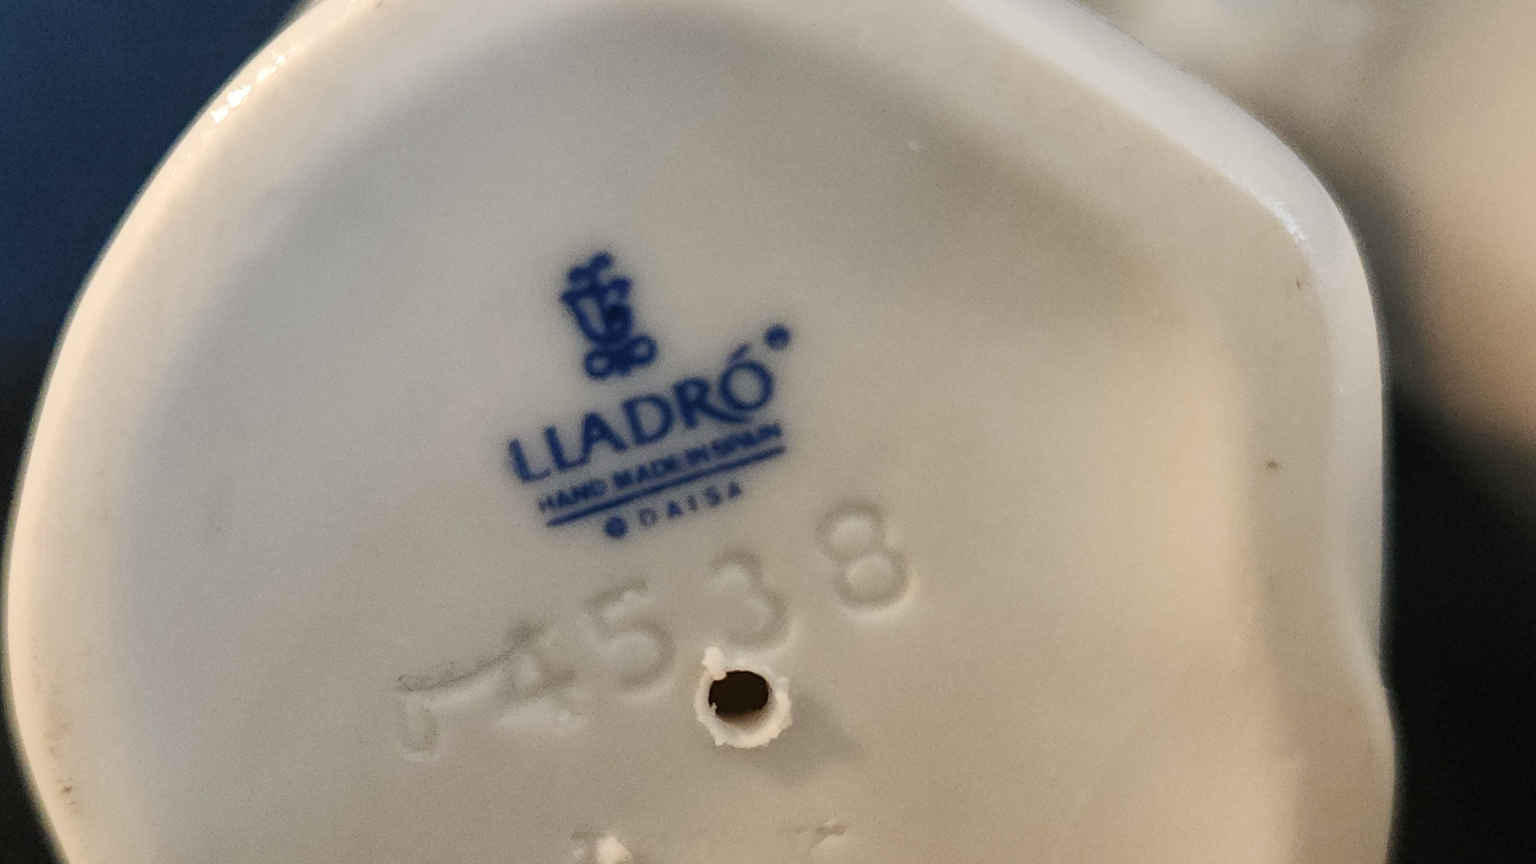 LLADRÓ
HAND MADE IN SPAIN
© DAISA
4538